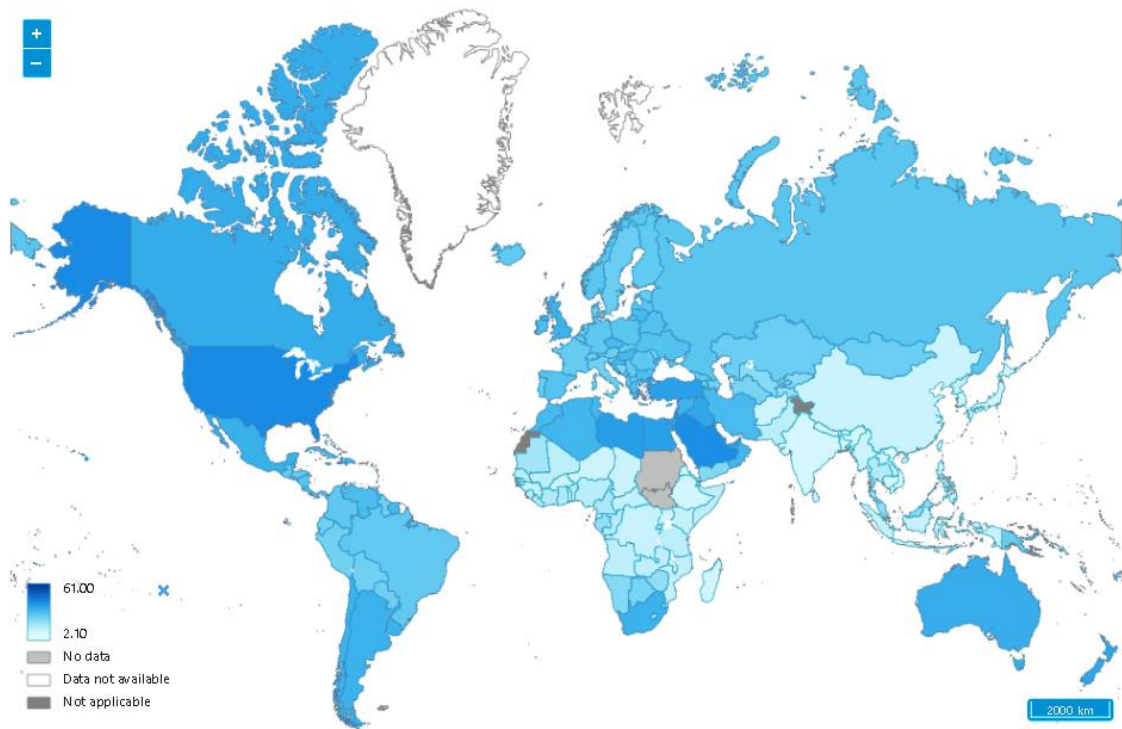 +
−
61.00
2.10
No data
Data not available
Not applicable
2000 km